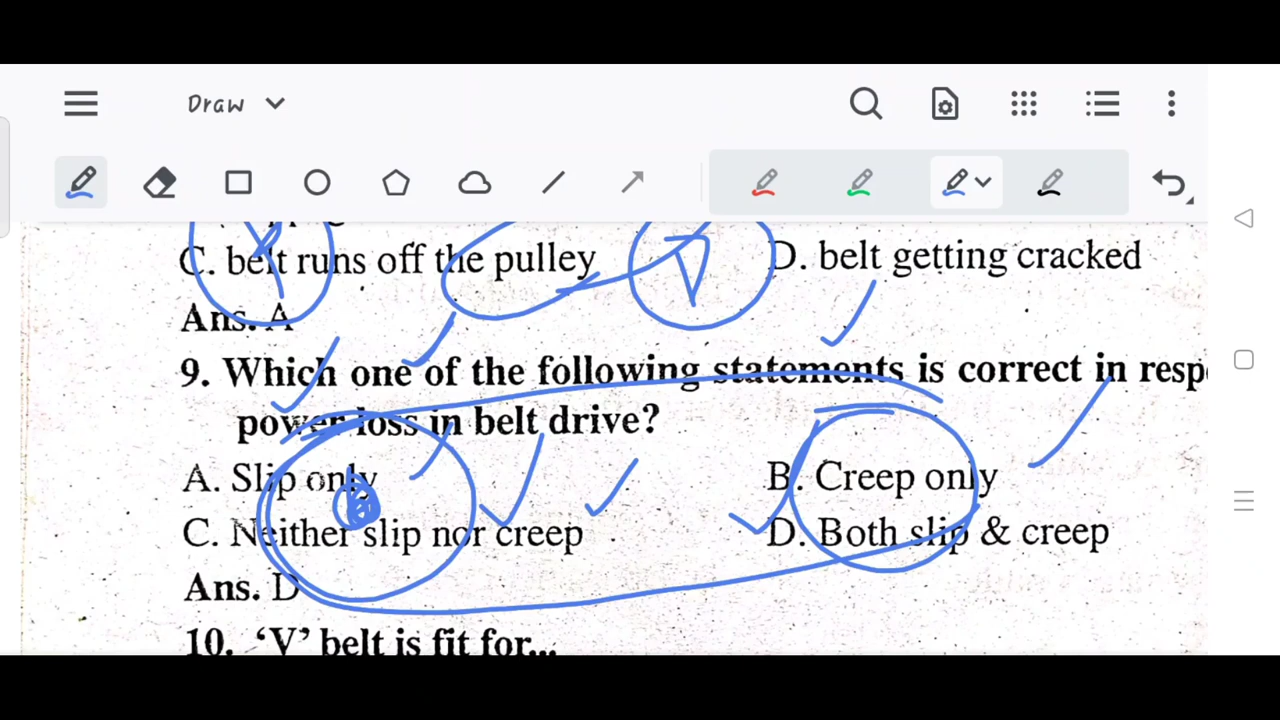 Draw
C. belt runs off the pulley D. belt getting cracked
Ans. A
9. Which one of the following statements is correct in resp
power loss in belt drive?
A. Slip only B. Creep only
C. Neither slip nor creep D. Both slip & creep
Ans. D
10. ‘V’ belt is fit for...